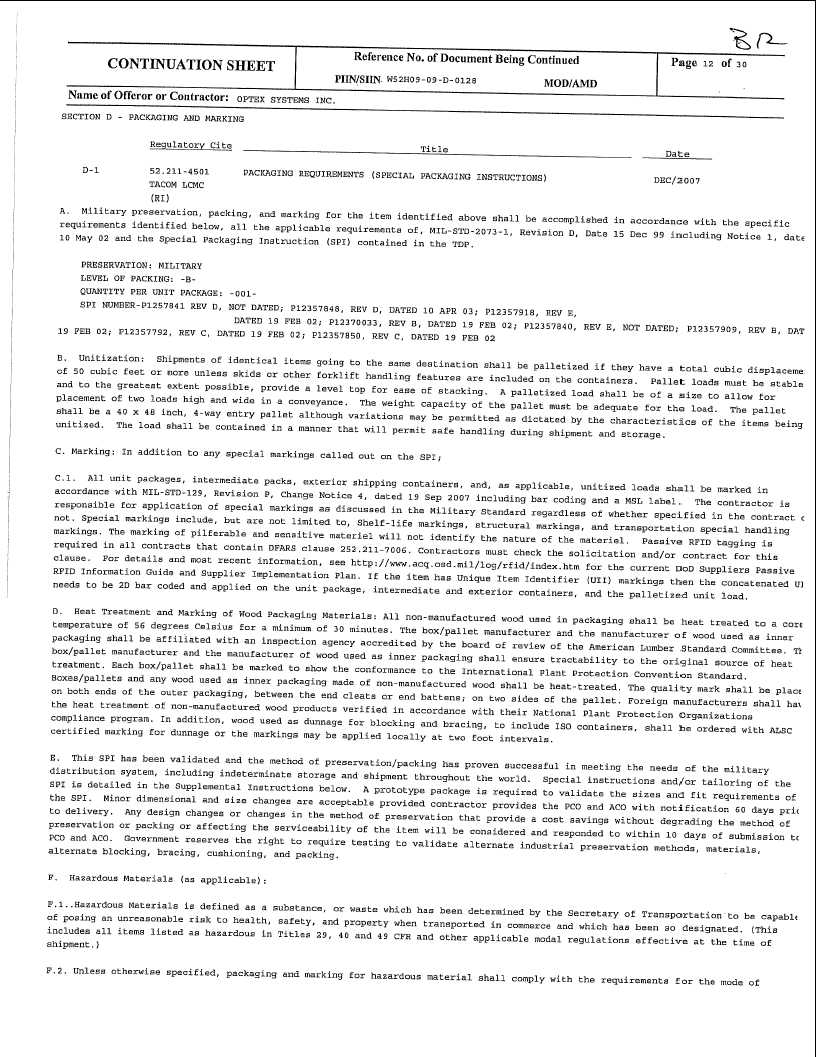 BR
CONTINUATION SHEET
Reference No. of Document Being Continued
Page 12 of 30
PIIN/SIIN W52H09-09-D-0128 MOD/AMD
Name of Offeror or Contractor: OPTEX SYSTEMS INC.
SECTION D - PACKAGING AND MARKING
Regulatory Cite Title Date
D-1 52.211-4501 PACKAGING REQUIREMENTS (SPECIAL PACKAGING INSTRUCTIONS) DEC/2007
TACOM LCMC
(RI)
A. Military preservation, packing, and marking for the item identified above shall be accomplished in accordance with the specific
requirements identified below, all the applicable requirements of, MIL-STD-2073-1, Revision D, Date 15 Dec 99 including Notice 1, date
10 May 02 and the Special Packaging Instruction (SPI) contained in the TDP.
PRESERVATION: MILITARY
LEVEL OF PACKING: -B-
QUANTITY PER UNIT PACKAGE: -001-
SPI NUMBER-P1257841 REV D, NOT DATED; P12357848, REV D, DATED 10 APR 03; P12357918, REV E,
DATED 19 FEB 02; P12370033, REV B, DATED 19 FEB 02; P12357840, REV E, NOT DATED; P12357909, REV B, DAT
19 FEB 02; P12357792, REV C, DATED 19 FEB 02; P12357850, REV C, DATED 19 FEB 02
B. Unitization: Shipments of identical items going to the same destination shall be palletized if they have a total cubic displaceme
of 50 cubic feet or more unless skids or other forklift handling features are included on the containers. Pallet loads must be stable
and to the greatest extent possible, provide a level top for ease of stacking. A palletized load shall be of a size to allow for
placement of two loads high and wide in a conveyance. The weight capacity of the pallet must be adequate for the load. The pallet
shall be a 40 x 48 inch, 4-way entry pallet although variations may be permitted as dictated by the characteristics of the items being
unitized. The load shall be contained in a manner that will permit safe handling during shipment and storage.
C. Marking: In addition to any special markings called out on the SPI;
C.1. All unit packages, intermediate packs, exterior shipping containers, and, as applicable, unitized loads shall be marked in
accordance with MIL-STD-129, Revision P, Change Notice 4, dated 19 Sep 2007 including bar coding and a MSL label. The contractor is
responsible for application of special markings as discussed in the Military Standard regardless of whether specified in the contract o
not. Special markings include, but are not limited to, Shelf-life markings, structural markings, and transportation special handling
markings. The marking of pilferable and sensitive materiel will not identify the nature of the materiel. Passive RFID tagging is
required in all contracts that contain DFARS clause 252.211-7006. Contractors must check the solicitation and/or contract for this
clause. For details and most recent information, see http://www.acq.osd.mil/log/rfid/index.htm for the current DoD Suppliers Passive
RFID Information Guide and Supplier Implementation Plan. If the item has Unique Item Identifier (UII) markings then the concatenated UI
needs to be 2D bar coded and applied on the unit package, intermediate and exterior containers, and the palletized unit load.
D. Heat Treatment and Marking of Wood Packaging Materials: All non-manufactured wood used in packaging shall be heat treated to a core
temperature of 56 degrees Celsius for a minimum of 30 minutes. The box/pallet manufacturer and the manufacturer of wood used as inner
packaging shall be affiliated with an inspection agency accredited by the board of review of the American Lumber Standard Committee. Th
box/pallet manufacturer and the manufacturer of wood used as inner packaging shall ensure tractability to the original source of heat
treatment. Each box/pallet shall be marked to show the conformance to the International Plant Protection Convention Standard.
Boxes/pallets and any wood used as inner packaging made of non-manufactured wood shall be heat-treated. The quality mark shall be place
on both ends of the outer packaging, between the end cleats or end battens; on two sides of the pallet. Foreign manufacturers shall hav
the heat treatment of non-manufactured wood products verified in accordance with their National Plant Protection Organizations
compliance program. In addition, wood used as dunnage for blocking and bracing, to include ISO containers, shall be ordered with ALSC
certified marking for dunnage or the markings may be applied locally at two foot intervals.
E. This SPI has been validated and the method of preservation/packing has proven successful in meeting the needs of the military
distribution system, including indeterminate storage and shipment throughout the world. Special instructions and/or tailoring of the
SPI is detailed in the Supplemental Instructions below. A prototype package is required to validate the sizes and fit requirements of
the SPI. Minor dimensional and size changes are acceptable provided contractor provides the PCO and ACO with notification 60 days prio
to delivery. Any design changes or changes in the method of preservation that provide a cost savings without degrading the method of
preservation or packing or affecting the serviceability of the item will be considered and responded to within 10 days of submission to
PCO and ACO. Government reserves the right to require testing to validate alternate industrial preservation methods, materials,
alternate blocking, bracing, cushioning, and packing.
F. Hazardous Materials (as applicable):
F.1..Hazardous Materials is defined as a substance, or waste which has been determined by the Secretary of Transportation to be capable
of posing an unreasonable risk to health, safety, and property when transported in commerce and which has been so designated. (This
includes all items listed as hazardous in Titles 29, 40 and 49 CFR and other applicable modal regulations effective at the time of
shipment.)
F.2. Unless otherwise specified, packaging and marking for hazardous material shall comply with the requirements for the mode of